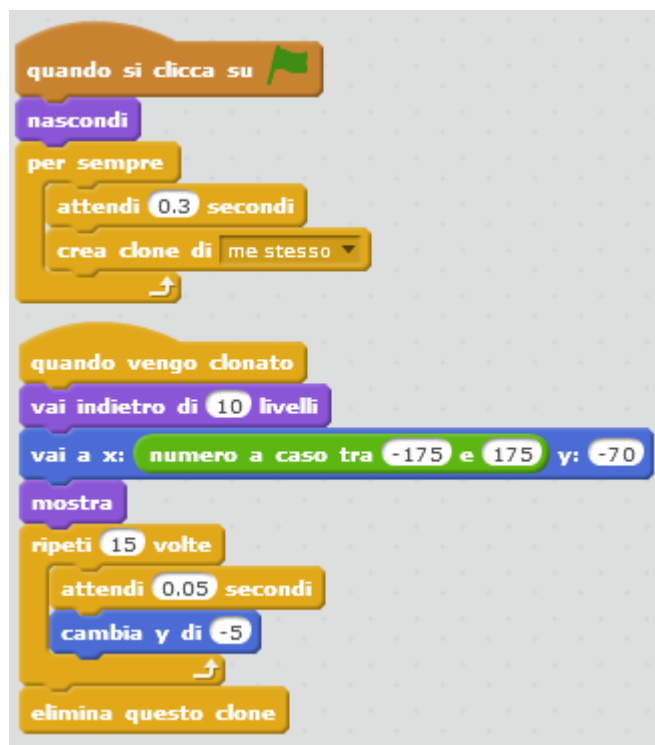 quando si clicca su
nascondi
per sempre
attendi 0.3 secondi
crea clone di me stesso
quando vengo clonato
vai indietro di 10 livelli
vai a x: numero a caso tra -175 e 175 y: -70
mostra
ripeti 15 volte
attendi 0.05 secondi
cambia y di -5
elimina questo clone